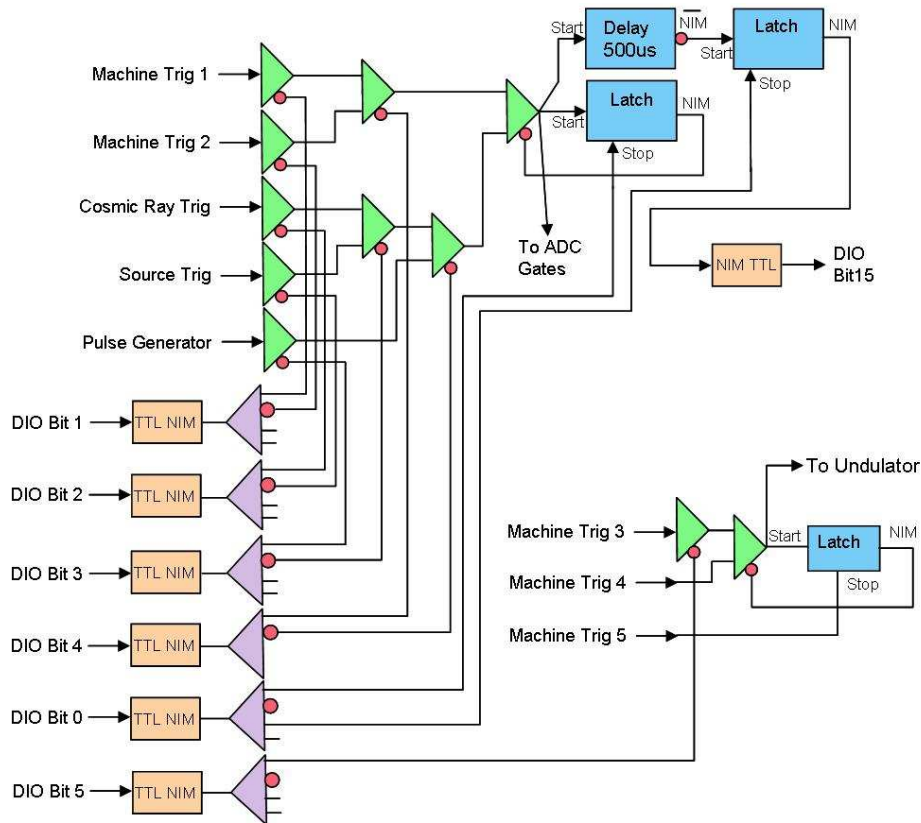 Machine Trig 1
Machine Trig 2
Cosmic Ray Trig
Source Trig
Pulse Generator
Start
Delay
500us
NIM
Start
Latch
NIM
Stop
Start
Latch
NIM
Stop
To ADC
Gates
NIM TTL
DIO
Bit15
DIO Bit 1
TTL NIM
DIO Bit 2
TTL NIM
DIO Bit 3
TTL NIM
DIO Bit 4
TTL NIM
DIO Bit 0
TTL NIM
DIO Bit 5
TTL NIM
To Undulator
Machine Trig 3
Start
Latch
NIM
Stop
Machine Trig 4
Machine Trig 5